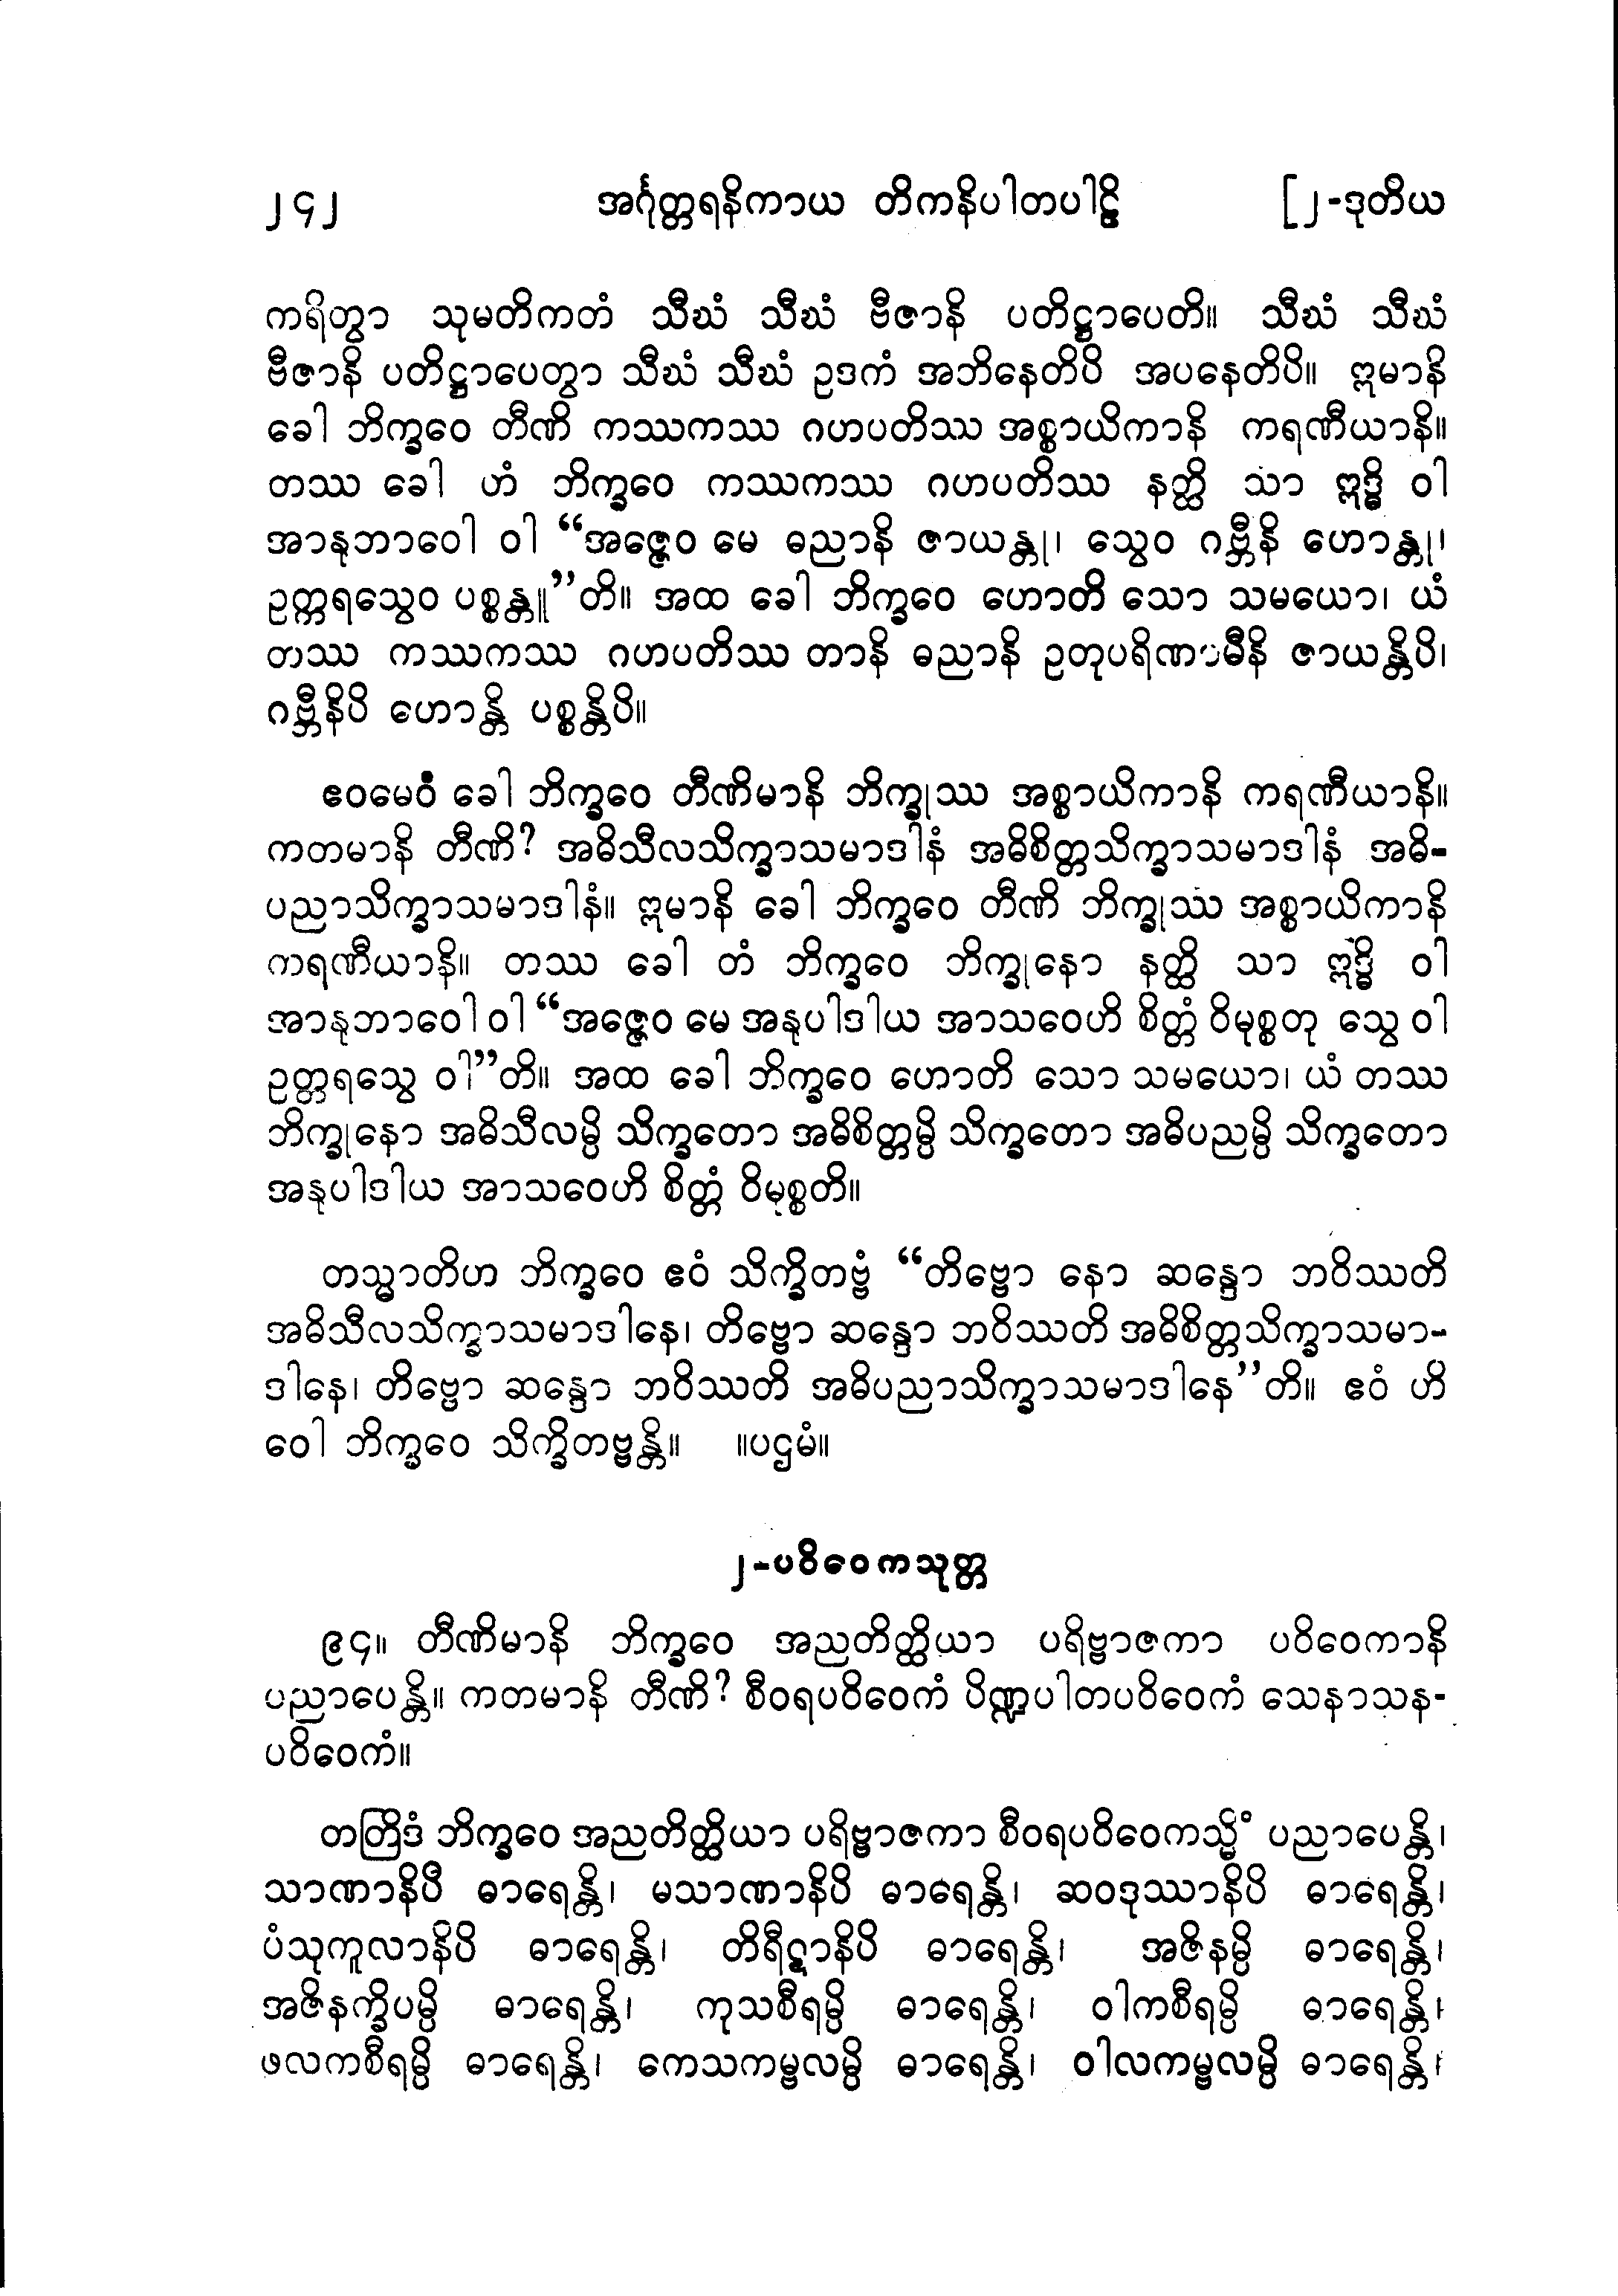 ၂၄၂ အင်္ဂုတ္တရနိကာယ တိကနိပါတပါဠိ [၂-ဒုတိယ
ကရိတွာ သုမတိကတံ သီဃံ သီဃံ ဗီဇာနိ ပတိဋ္ဌာပေတိ။ သီဃံ သီဃံ
ဗီဇာနိ ပတိဋ္ဌာပေတွာ သီဃံ သီဃံ ဥဒကံ အဘိနေတိပိ အပနေတိပိ။ ဣမာနိ
ခေါ ဘိက္ခဝေ တီဏိ ကဿကဿ ဂဟပတိဿ အစ္စာယိကာနိ ကရဏီယာနိ။
တဿ ခေါ ဟံ ဘိက္ခဝေ ကဿကဿ ဂဟပတိဿ နတ္ထိ သာ ဣဒ္ဓိ ဝါ
အာနုဘာဝေါ ဝါ “အဇ္ဇေဝ မေ ဓညာနိ ဇာယန္တု၊ သွေဝ ဂဗ္ဘီနိ ဟောန္တု၊
ဥက္ကရသွေဝ ပစ္စန္တူ”တိ။ အထ ခေါ ဘိက္ခဝေ ဟောတိ သော သမယော၊ ယံ
တဿ ကဿကဿ ဂဟပတိဿ တာနိ ဓညာနိ ဥတုပရိဏာမီနိ ဇာယန္တိပိ၊
ဂဗ္ဘီနိပိ ဟောန္တိ ပစ္စန္တိပိ။
ဧဝမေဝံ ခေါ ဘိက္ခဝေ တီဏိမာနိ ဘိက္ခုဿ အစ္စာယိကာနိ ကရဏီယာနိ။
ကတမာနိ တီဏိ? အဓိသီလသိက္ခာသမာဒါနံ အဓိစိတ္တသိက္ခာသမာဒါနံ အဓိ-
ပညာသိက္ခာသမာဒါနံ။ ဣမာနိ ခေါ ဘိက္ခဝေ တီဏိ ဘိက္ခုဿ အစ္စာယိကာနိ
ကရဏီယာနိ။ တဿ ခေါ တံ ဘိက္ခဝေ ဘိက္ခုနော နတ္ထိ သာ ဣဒ္ဓိ ဝါ
အာနုဘာဝေါ ဝါ “အဇ္ဇေဝ မေ အနုပါဒါယ အာသဝေဟိ စိတ္တံ ဝိမုစ္စတု သွေ ဝါ
ဥတ္တရသွေ ဝါ”တိ။ အထ ခေါ ဘိက္ခဝေ ဟောတိ သော သမယော၊ ယံ တဿ
ဘိက္ခုနော အဓိသီလမ္ပိ သိက္ခတော အဓိစိတ္တမ္ပိ သိက္ခတော အဓိပညမ္ပိ သိက္ခတော
အနုပါဒါယ အာသဝေဟိ စိတ္တံ ဝိမုစ္စတိ။
တသ္မာတိဟ ဘိက္ခဝေ ဧဝံ သိက္ခိတဗ္ဗံ “တိဗ္ဗော နော ဆန္ဒော ဘဝိဿတိ
အဓိသီလသိက္ခာသမာဒါနေ၊ တိဗ္ဗော ဆန္ဒော ဘဝိဿတိ အဓိစိတ္တသိက္ခာသမာ-
ဒါနေ၊ တိဗ္ဗော ဆန္ဒော ဘဝိဿတိ အဓိပညာသိက္ခာသမာဒါနေ”တိ။ ဧဝံ ဟိ
ဝေါ ဘိက္ခဝေ သိက္ခိတဗ္ဗန္တိ။ ။ပဌမံ။
၂-ပဝိဝေကသုတ္တ
၉၄။ တီဏိမာနိ ဘိက္ခဝေ အညတိတ္ထိယာ ပရိဗ္ဗာဇကာ ပဝိဝေကာနိ
ပညာပေန္တိ။ ကတမာနိ တီဏိ? စီဝရပဝိဝေကံ ပိဏ္ဍပါတပဝိဝေကံ သေနာသန-
ပဝိဝေကံ။
တတြိဒံ ဘိက္ခဝေ အညတိတ္ထိယာ ပရိဗ္ဗာဇကာ စီဝရပဝိဝေကသ္မိံ ပညာပေန္တိ၊
သာဏာနိပိ ဓာရေန္တိ၊ မသာဏာနိပိ ဓာရေန္တိ၊ ဆဝဒုဿာနိပိ ဓာရေန္တိ၊
ပံသုကူလာနိပိ ဓာရေန္တိ၊ တိရီဋာနိပိ ဓာရေန္တိ၊ အဇိနမ္ပိ ဓာရေန္တိ၊
အဇိနက္ခိပမ္ပိ ဓာရေန္တိ၊ ကုသစီရမ္ပိ ဓာရေန္တိ၊ ဝါကစီရမ္ပိ ဓာရေန္တိ၊
ဖလကစီရမ္ပိ ဓာရေန္တိ၊ ကေသကမ္ဗလမ္ပိ ဓာရေန္တိ၊ ဝါလကမ္ဗလမ္ပိ ဓာရေန္တိ၊